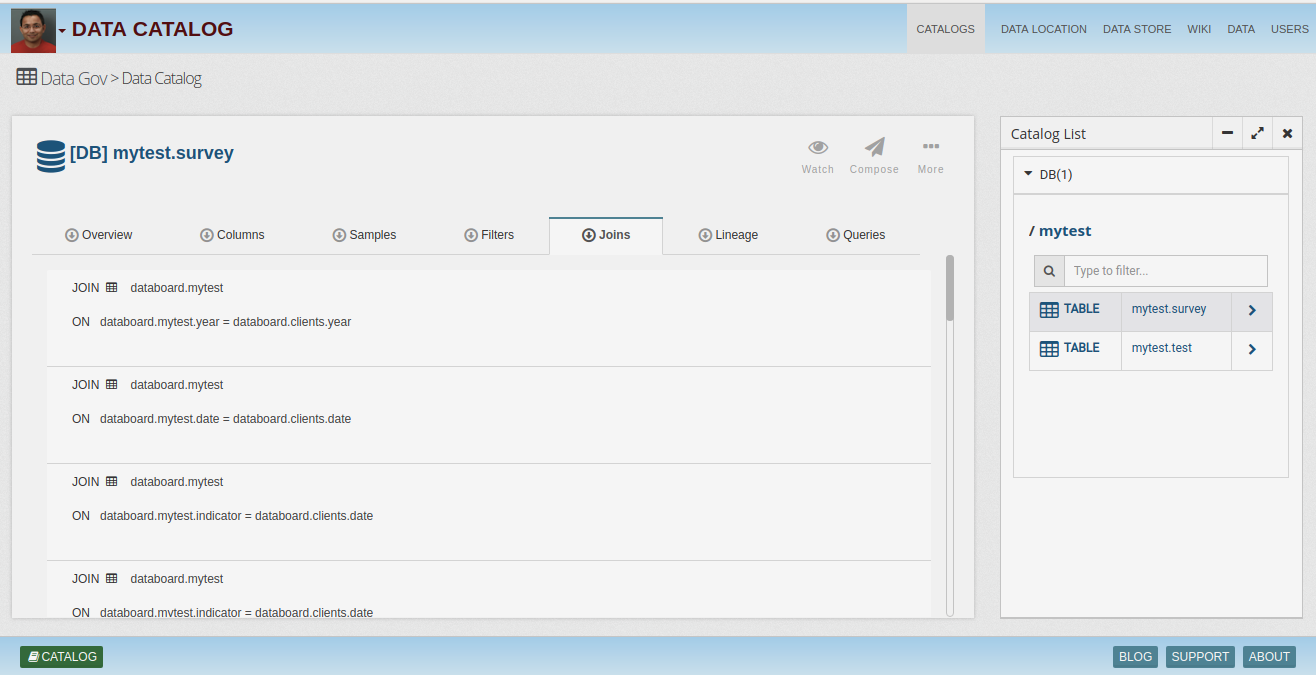 DATA CATALOG
CATALOGS DATA LOCATION DATA STORE WIKI DATA USERS
Data Gov > Data Catalog
[DB] mytest.survey
Watch Compose More
Overview Columns Samples Filters Joins Lineage Queries
JOIN databoard.mytest
ON databoard.mytest.year = databoard.clients.year
JOIN databoard.mytest
ON databoard.mytest.date = databoard.clients.date
JOIN databoard.mytest
ON databoard.mytest.indicator = databoard.clients.date
JOIN databoard.mytest
ON databoard.mytest.indicator = databoard.clients.date
Catalog List
DB(1)
/ mytest
Type to filter...
TABLE mytest.survey
TABLE mytest.test
CATALOG
BLOG SUPPORT ABOUT